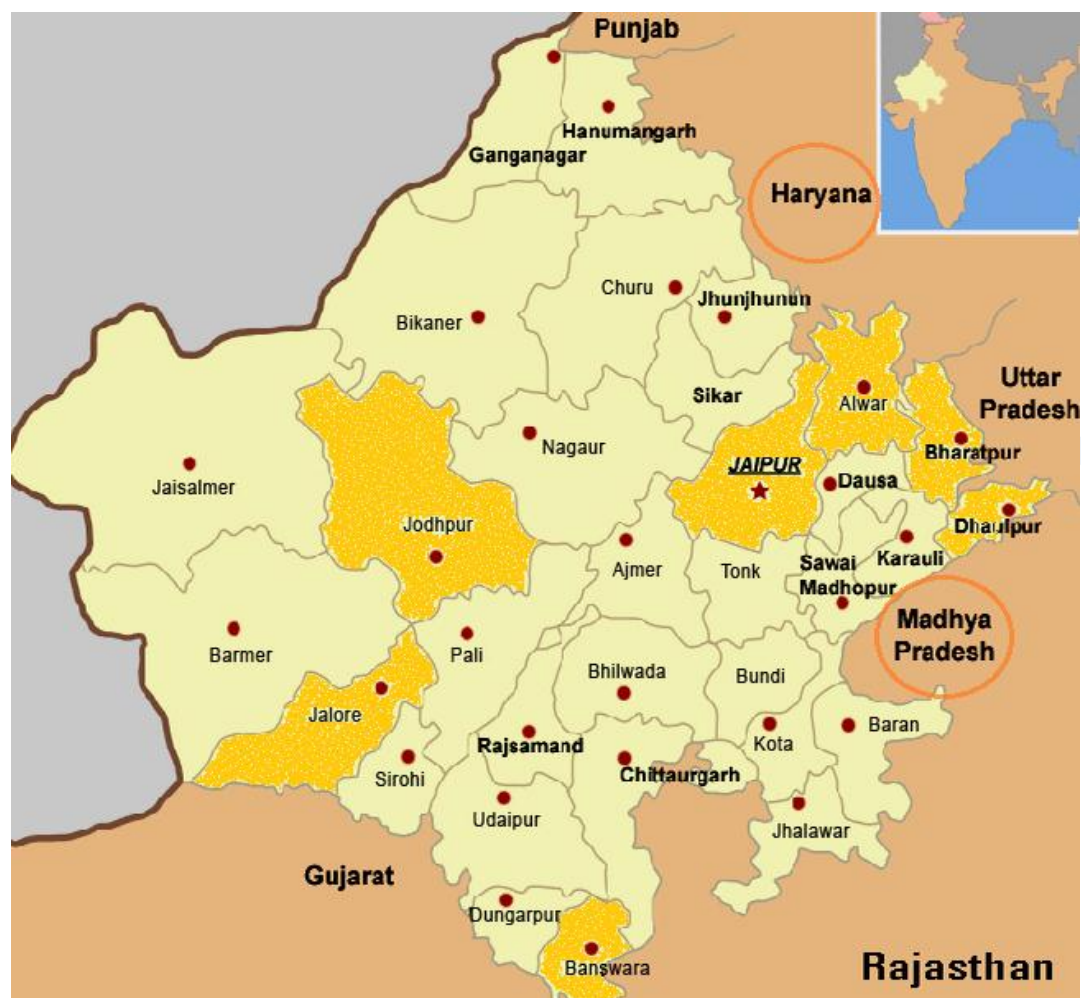 Punjab
Hanumangarh
Ganganagar
Haryana
Churu
Jhunjhunun
Bikaner
Sikar
Uttar
Pradesh
Alwar
Nagaur
Bharatpur
JAIPUR
Dausa
Jaisalmer
Jodhpur
Dhaulpur
Ajmer
Tonk
Sawai
Madhopur
Karauli
Madhya
Pradesh
Barmer
Pali
Bhilwada
Bundi
Jalore
Rajsamand
Kota
Baran
Sirohi
Chittaurgarh
Udaipur
Jhalawar
Gujarat
Dungarpur
Banswara
Rajasthan